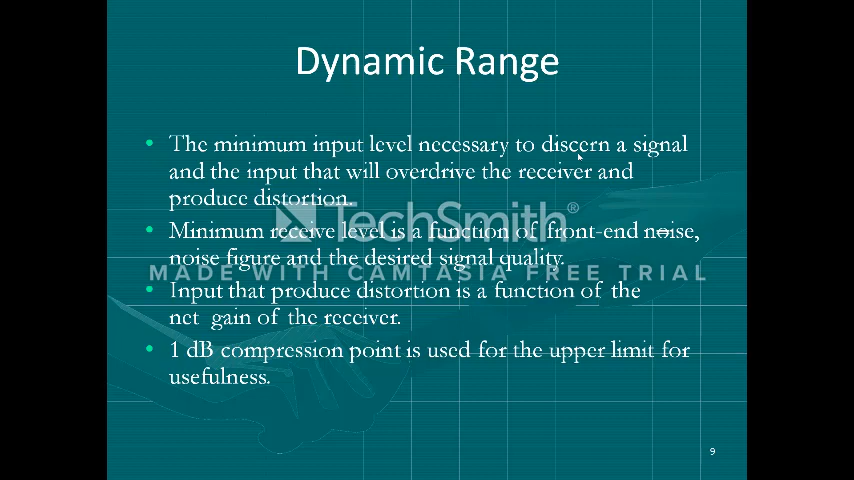 Dynamic Range
• The minimum input level necessary to discern a signal
and the input that will overdrive the receiver and
produce distortion.
TechSmith®
• Minimum receive level is a function of front-end noise,
noise figure and the desired signal quality.
MADE WITH CAMTASIA FREE TRIAL
• Input that produce distortion is a function of the
net gain of the receiver.
• 1 dB compression point is used for the upper limit for
usefulness.
9